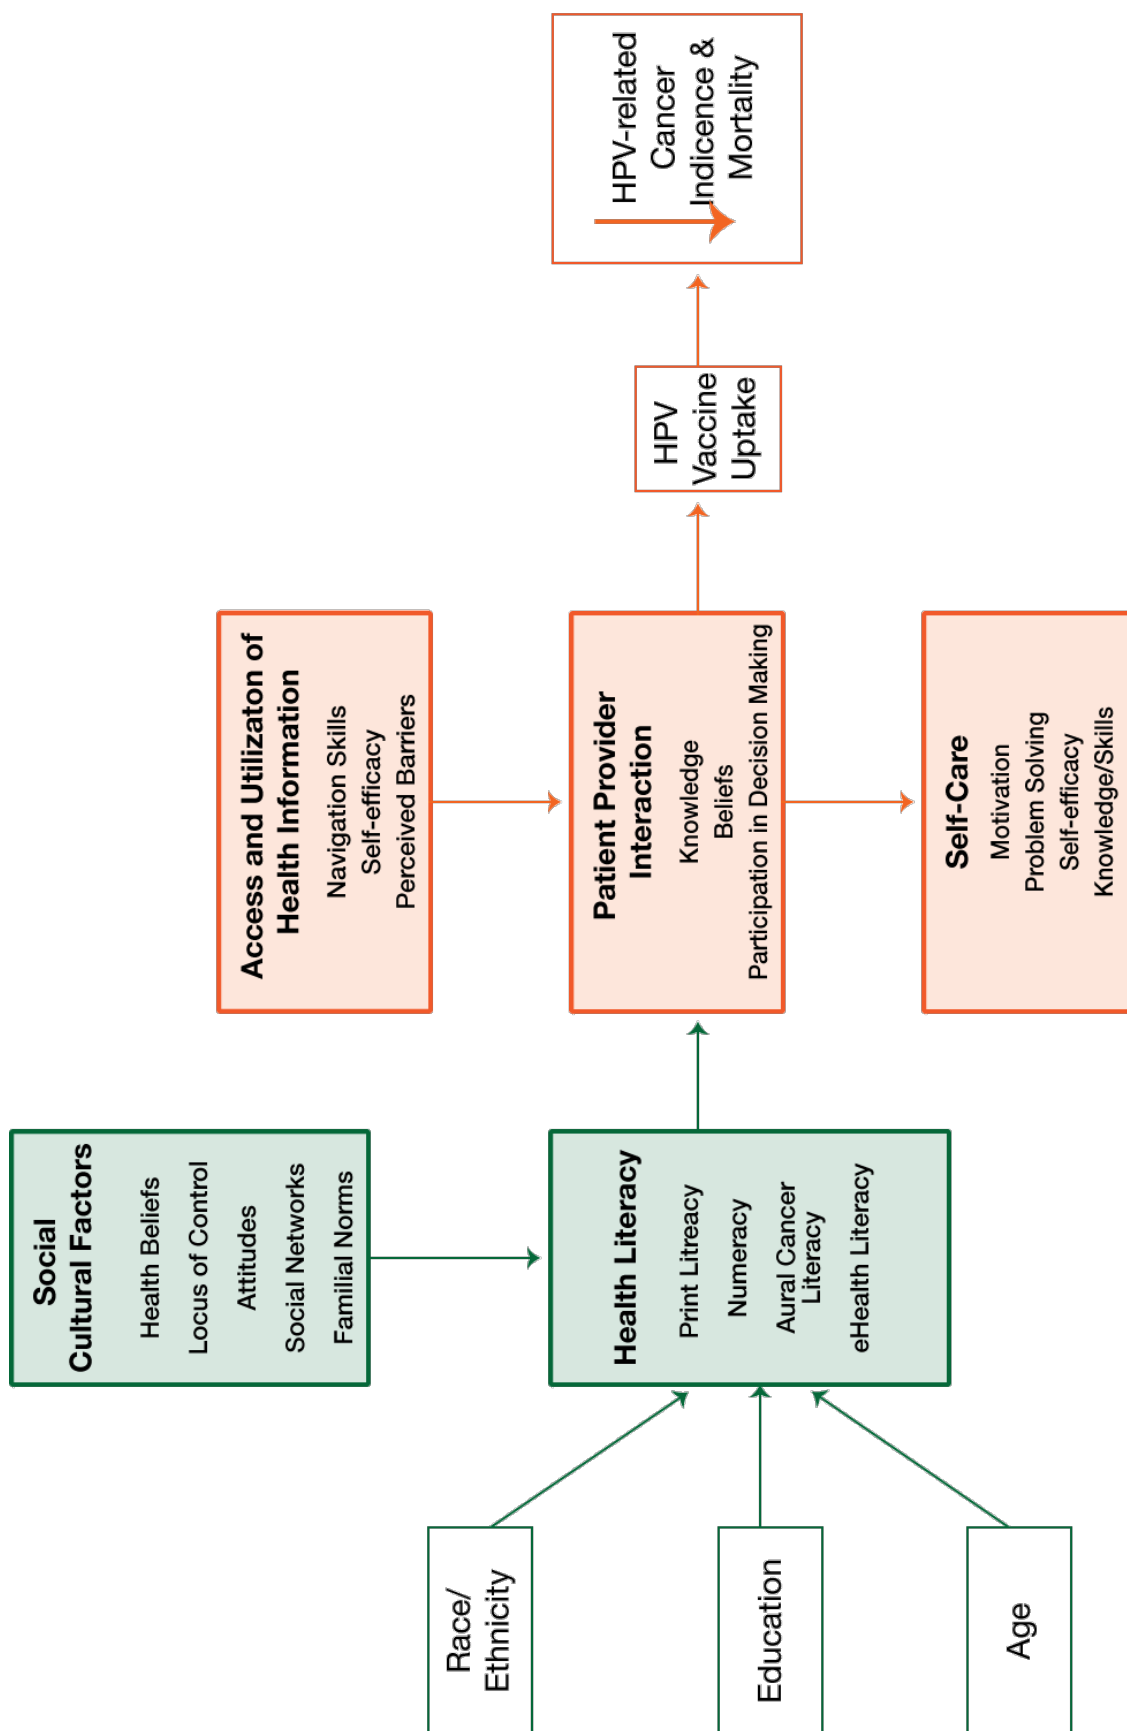 Race/
Ethnicity
Education
Age
Social
Cultural Factors
Health Beliefs
Locus of Control
Attitudes
Social Networks
Familial Norms
Health Literacy
Print Litreacy
Numeracy
Aural Cancer
Literacy
eHealth Literacy
Access and Utilizaton of
Health Information
Navigation Skills
Self-efficacy
Perceived Barriers
Patient Provider
Interaction
Knowledge
Beliefs
Participation in Decision Making
Self-Care
Motivation
Problem Solving
Self-efficacy
Knowledge/Skills
HPV
Vaccine
Uptake
HPV-related
Cancer
Indicence &
Mortality